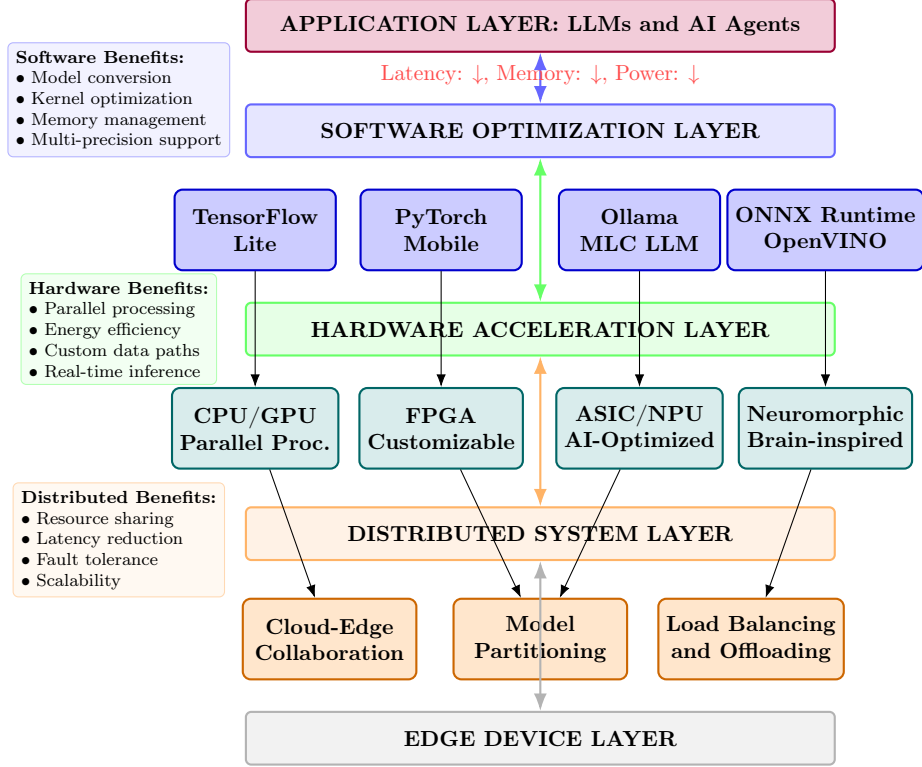 APPLICATION LAYER: LLMs and AI Agents
Software Benefits:
• Model conversion
• Kernel optimization
• Memory management
• Multi-precision support
Latency: ↓, Memory: ↓, Power: ↓
SOFTWARE OPTIMIZATION LAYER
TensorFlow
Lite
PyTorch
Mobile
Ollama
MLC LLM
ONNX Runtime
OpenVINO
Hardware Benefits:
• Parallel processing
• Energy efficiency
• Custom data paths
• Real-time inference
HARDWARE ACCELERATION LAYER
CPU/GPU
Parallel Proc.
FPGA
Customizable
ASIC/NPU
AI-Optimized
Neuromorphic
Brain-inspired
Distributed Benefits:
• Resource sharing
• Latency reduction
• Fault tolerance
• Scalability
DISTRIBUTED SYSTEM LAYER
Cloud-Edge
Collaboration
Model
Partitioning
Load Balancing
and Offloading
EDGE DEVICE LAYER